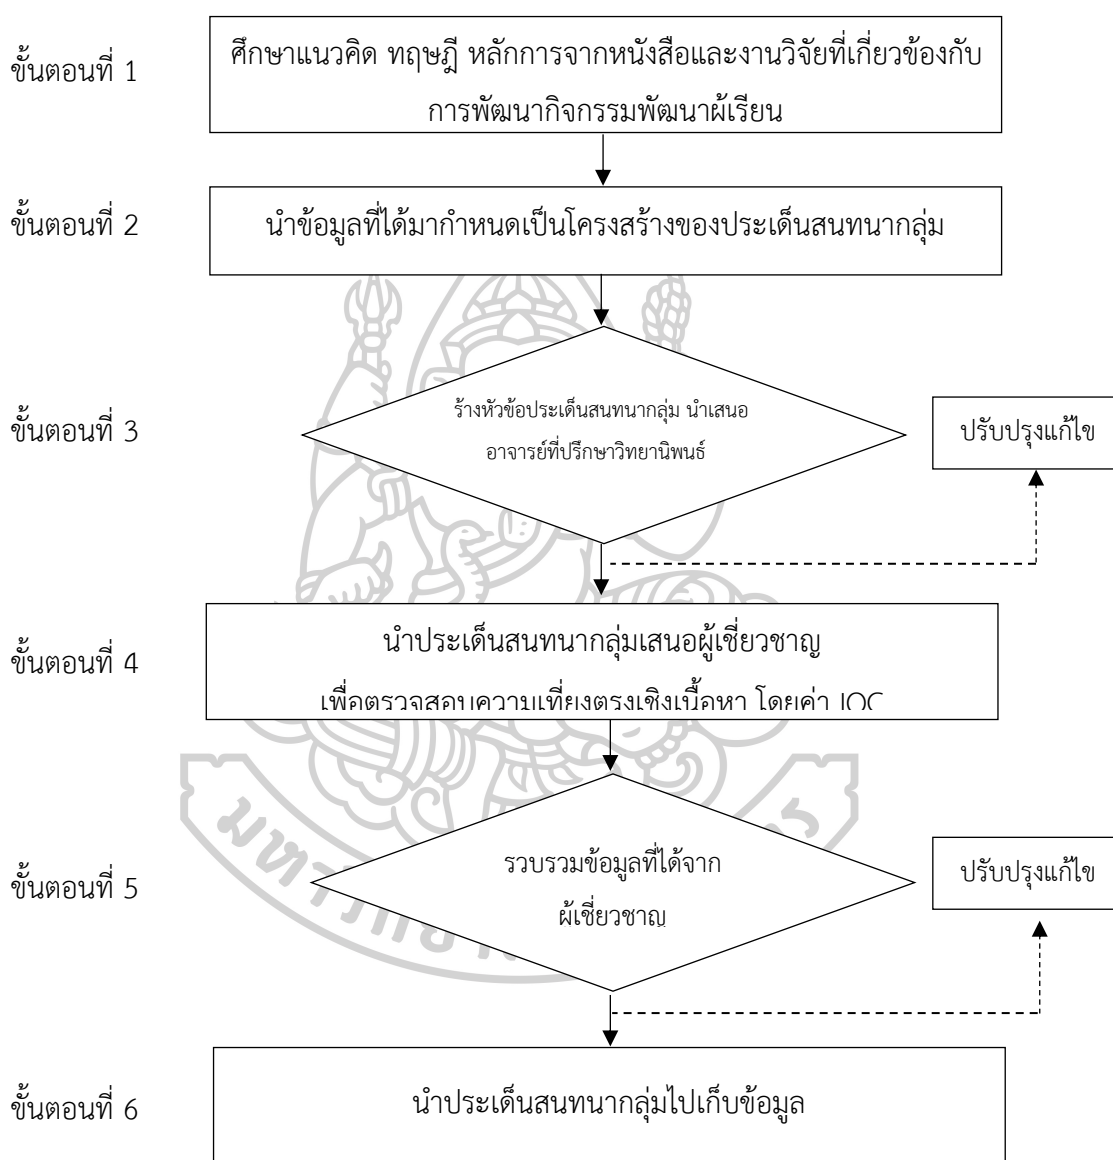 ขั้นตอนที่ 1
ศึกษาแนวคิด ทฤษฎี หลักการจากหนังสือและงานวิจัยที่เกี่ยวข้องกับ
การพัฒนากิจกรรมพัฒนาผู้เรียน
ขั้นตอนที่ 2
นำข้อมูลที่ได้มากำหนดเป็นโครงสร้างของประเด็นสนทนากลุ่ม
ขั้นตอนที่ 3
ร้างหัวข้อประเด็นสนทนากลุ่ม นำเสนอ
อาจารย์ที่ปรึกษาวิทยานิพนธ์
ปรับปรุงแก้ไข
ขั้นตอนที่ 4
นำประเด็นสนทนากลุ่มเสนอผู้เชี่ยวชาญ
เพื่อตรวจสอบความเที่ยงตรงเชิงเนื้อหา โดยค่า IOC
ขั้นตอนที่ 5
รวบรวมข้อมูลที่ได้จาก
ผู้เชี่ยวชาญ
ปรับปรุงแก้ไข
ขั้นตอนที่ 6
นำประเด็นสนทนากลุ่มไปเก็บข้อมูล